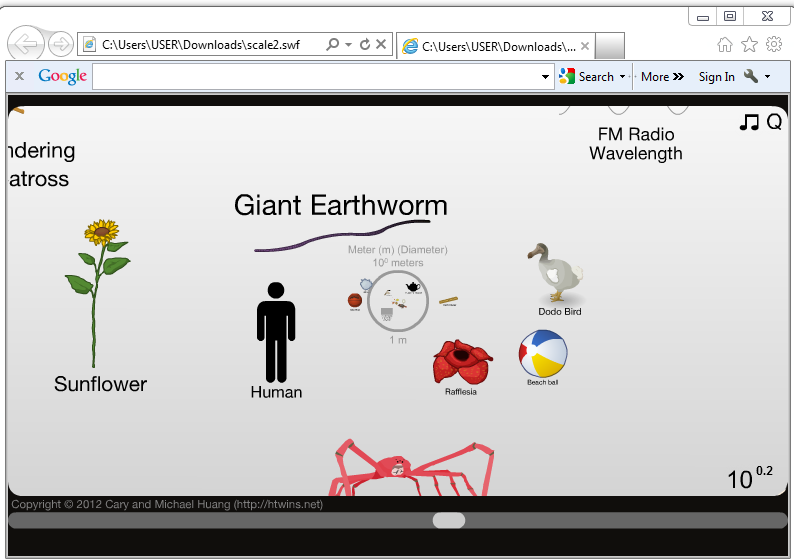 C:\Users\USER\Downloads\scale2.swf
C:\Users\USER\Downloads\...
x Google
Search
More »
Sign In
ndering
atross
FM Radio
Wavelength
Giant Earthworm
Meter (m) (Diameter)
10⁰ meters
1 m
Dodo Bird
Sunflower
Human
Rafflesia
Beach ball
10 0.2
Copyright © 2012 Cary and Michael Huang (http://htwins.net)